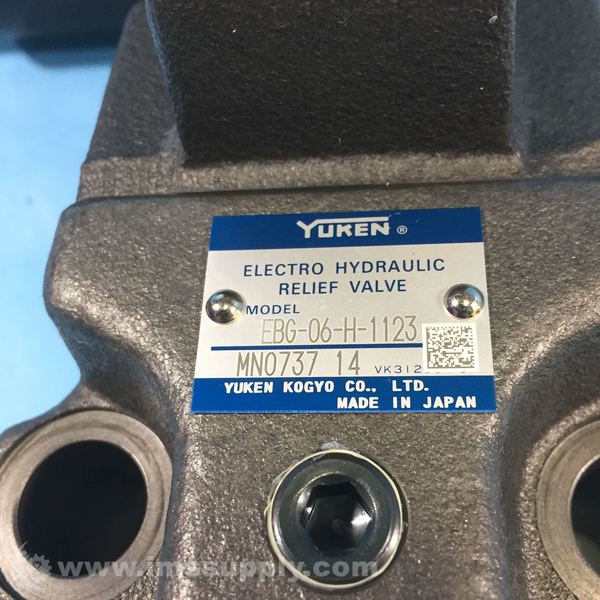 YUKEN ®
ELECTRO HYDRAULIC
RELIEF VALVE
MODEL
EBG-06-H-1123
MN0737 14 VK312
YUKEN KOGYO CO., LTD.
MADE IN JAPAN
www.imssupply.com